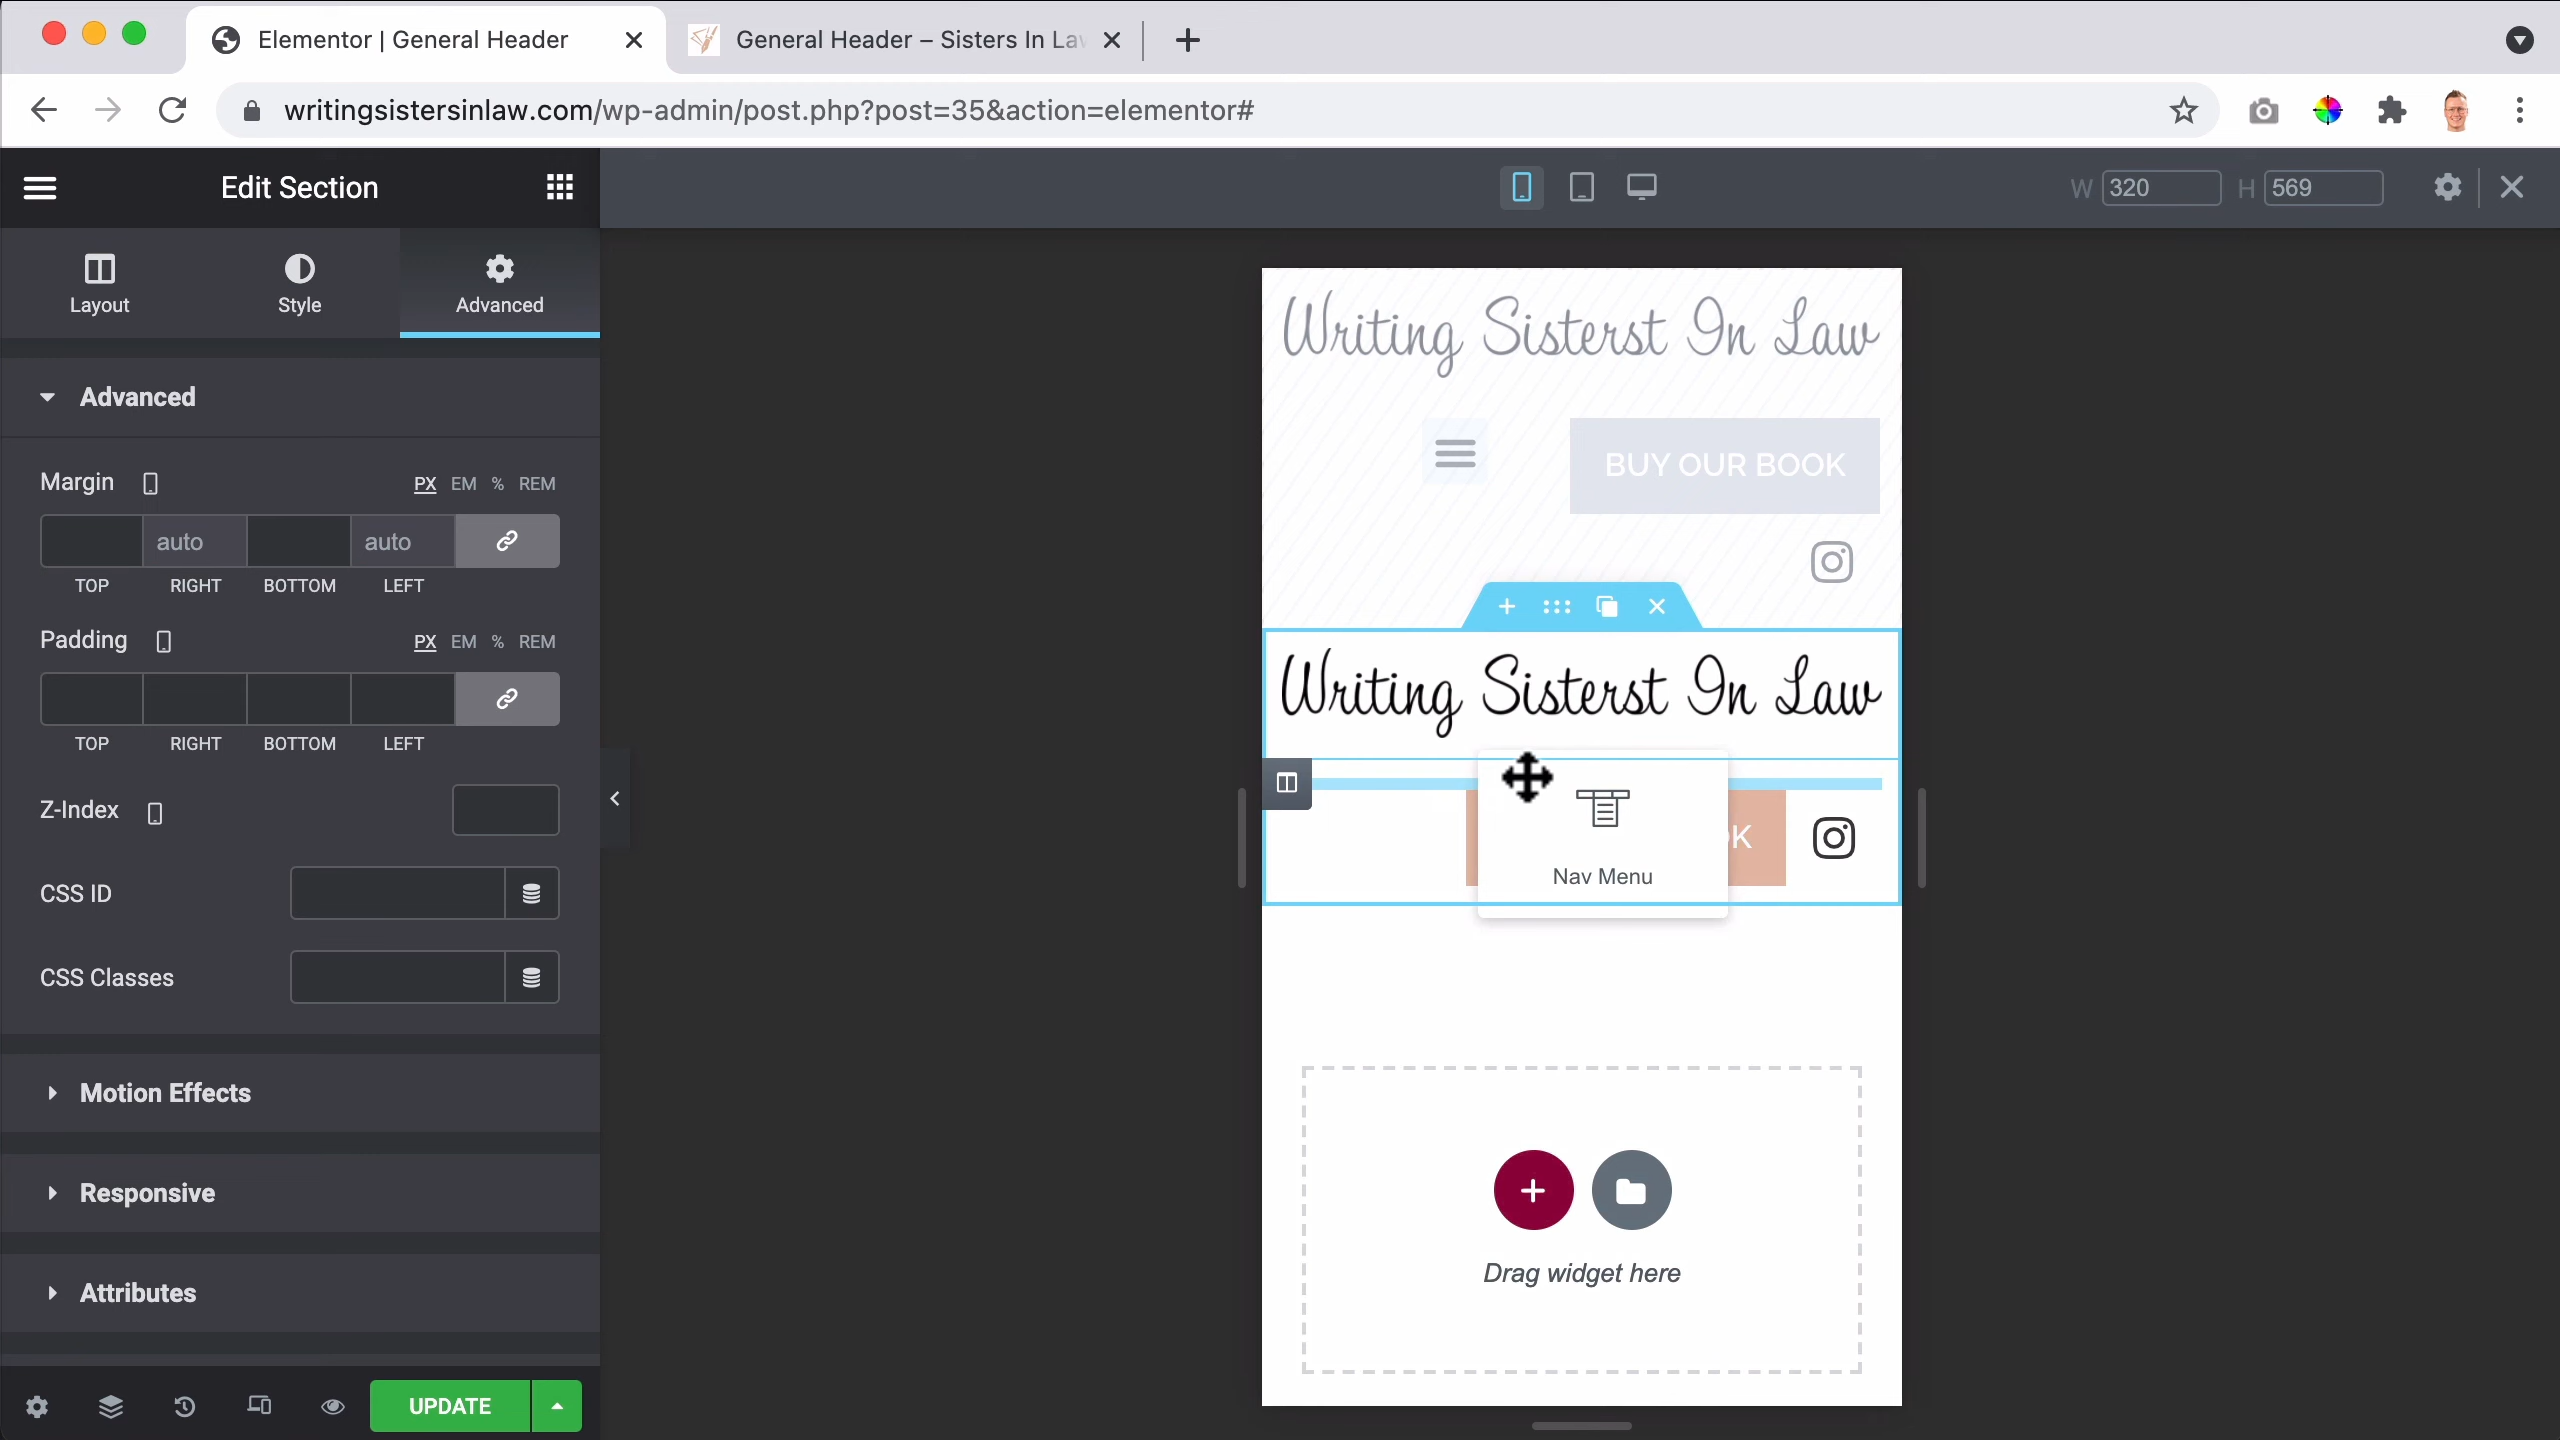 Elementor | General Header
General Header – Sisters In Law
writingsistersinlaw.com/wp-admin/post.php?post=35&action=elementor#
Edit Section
W 320 H 569
Layout
Style
Advanced
Advanced
Margin PX EM % REM
auto auto
TOP RIGHT BOTTOM LEFT
Padding PX EM % REM
TOP RIGHT BOTTOM LEFT
Z-Index
CSS ID
CSS Classes
Motion Effects
Responsive
Attributes
UPDATE
Writing Sisterst In Law
BUY OUR BOOK
Writing Sisterst In Law
OK
Nav Menu
Drag widget here